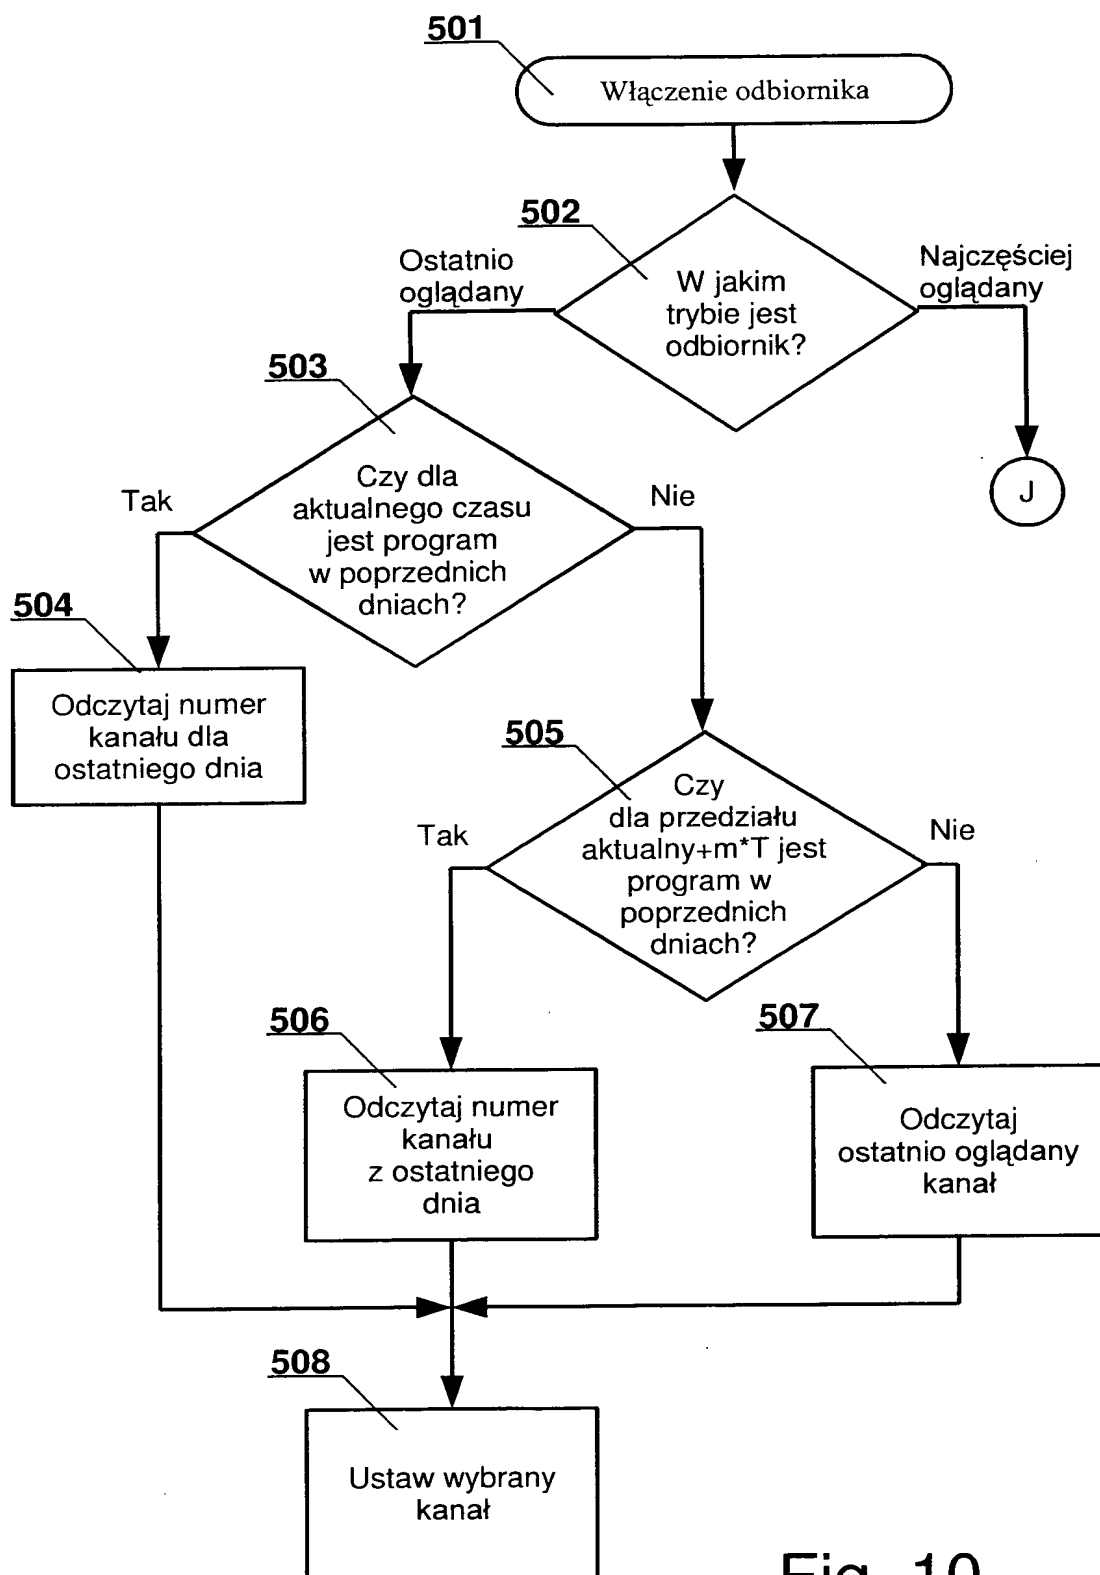 501
Włączenie odbiornika
502
Ostatnio
oglądany
W jakim
trybie jest
odbiornik?
Najczęściej
oglądany
J
503
Czy dla
aktualnego czasu
jest program
w poprzednich
dniach?
Tak
Nie
504
Odczytaj numer
kanału dla
ostatniego dnia
505
Czy
dla przedziału
aktualny+m*T jest
program w
poprzednich
dniach?
Tak
Nie
506
Odczytaj numer
kanału
z ostatniego
dnia
507
Odczytaj
ostatnio oglądany
kanał
508
Ustaw wybrany
kanał
Fig. 10